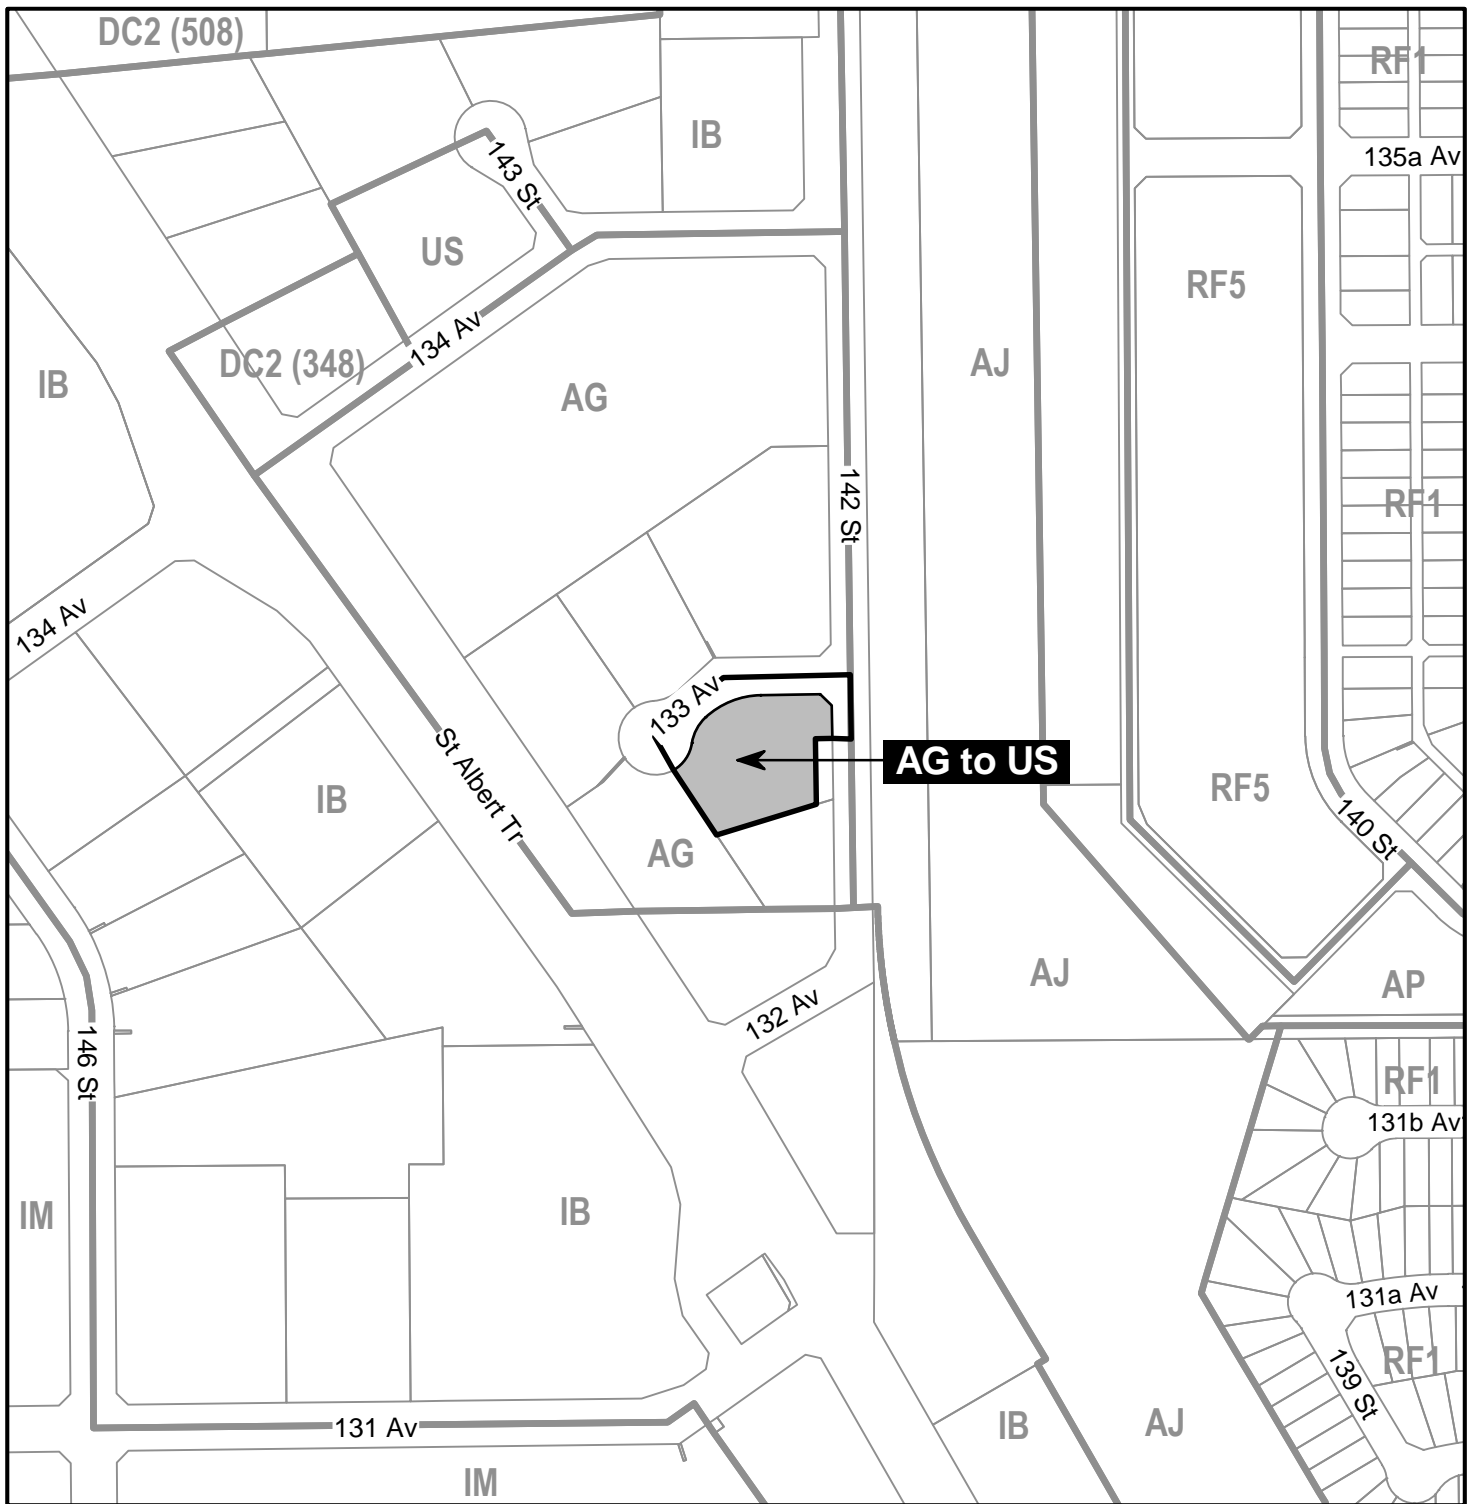 DC2 (508)
RF1
IB
135a Av
143 St
US
RF5
134 Av
DC2 (348)
AJ
IB
AG
142 St
RF1
134 Av
133 Av
AG to US
St Albert Tr
RF5
IB
140 St
AG
AJ
AP
132 Av
146 St
RF1
131b Av
IM
IB
131a Av
RF1
139 St
131 Av
IB
AJ
IM